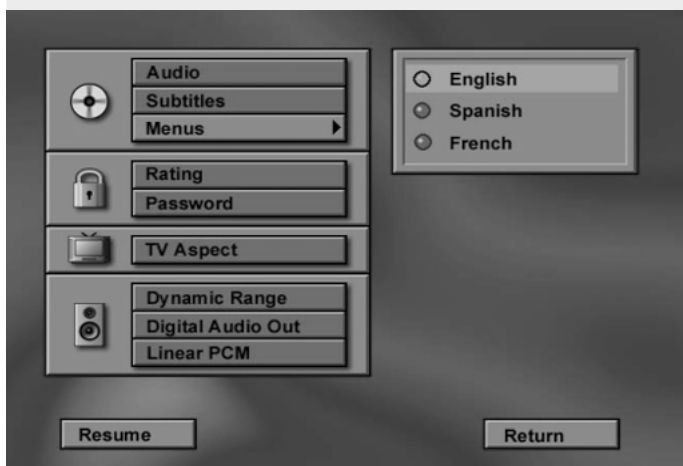 Audio
Subtitles
Menus
Rating
Password
TV Aspect
Dynamic Range
Digital Audio Out
Linear PCM
English
Spanish
French
Resume
Return